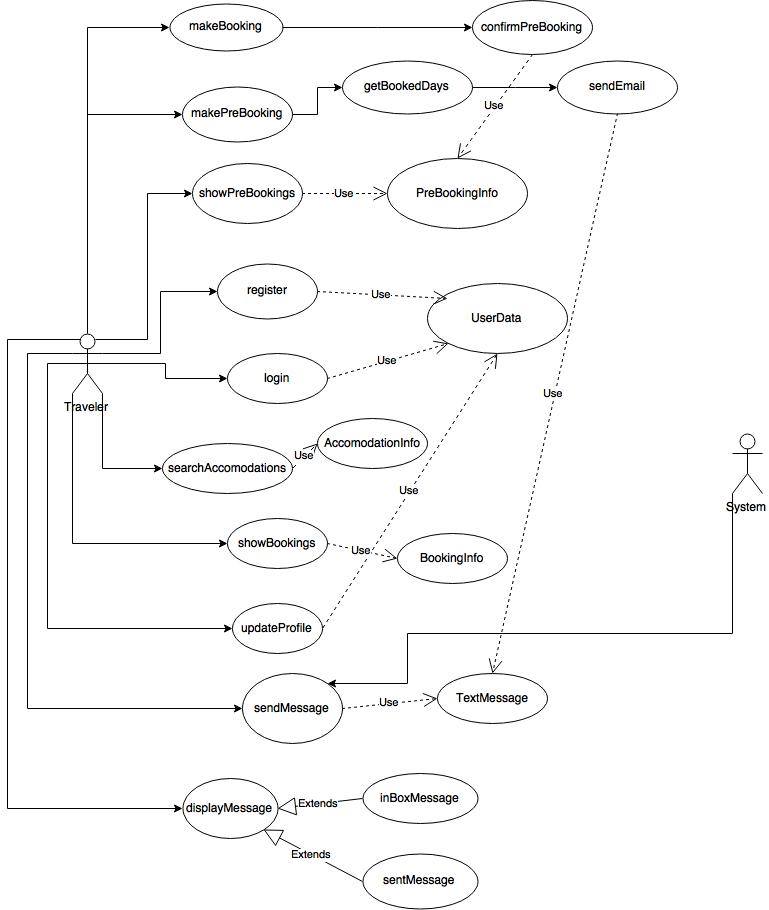 makeBooking
confirmPreBooking
getBookedDays
sendEmail
makePreBooking
Use
showPreBookings
Use
PreBookingInfo
register
Use
UserData
Use
login
Use
Traveler
AccomodationInfo
Use
searchAccomodations
Use
System
showBookings
Use
BookingInfo
updateProfile
sendMessage
Use
TextMessage
displayMessage
Extends
inBoxMessage
Extends
sentMessage